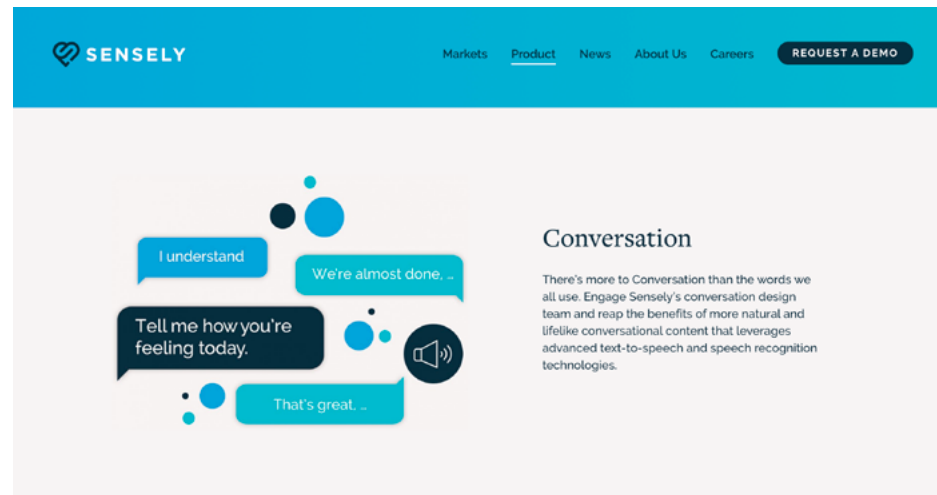 SENSELY
Markets Product News About Us Careers REQUEST A DEMO
I understand
We're almost done, ...
Tell me how you're
feeling today.
That's great, ...
Conversation
There's more to Conversation than the words we
all use. Engage Sensely's conversation design
team and reap the benefits of more natural and
lifelike conversational content that leverages
advanced text-to-speech and speech recognition
technologies.